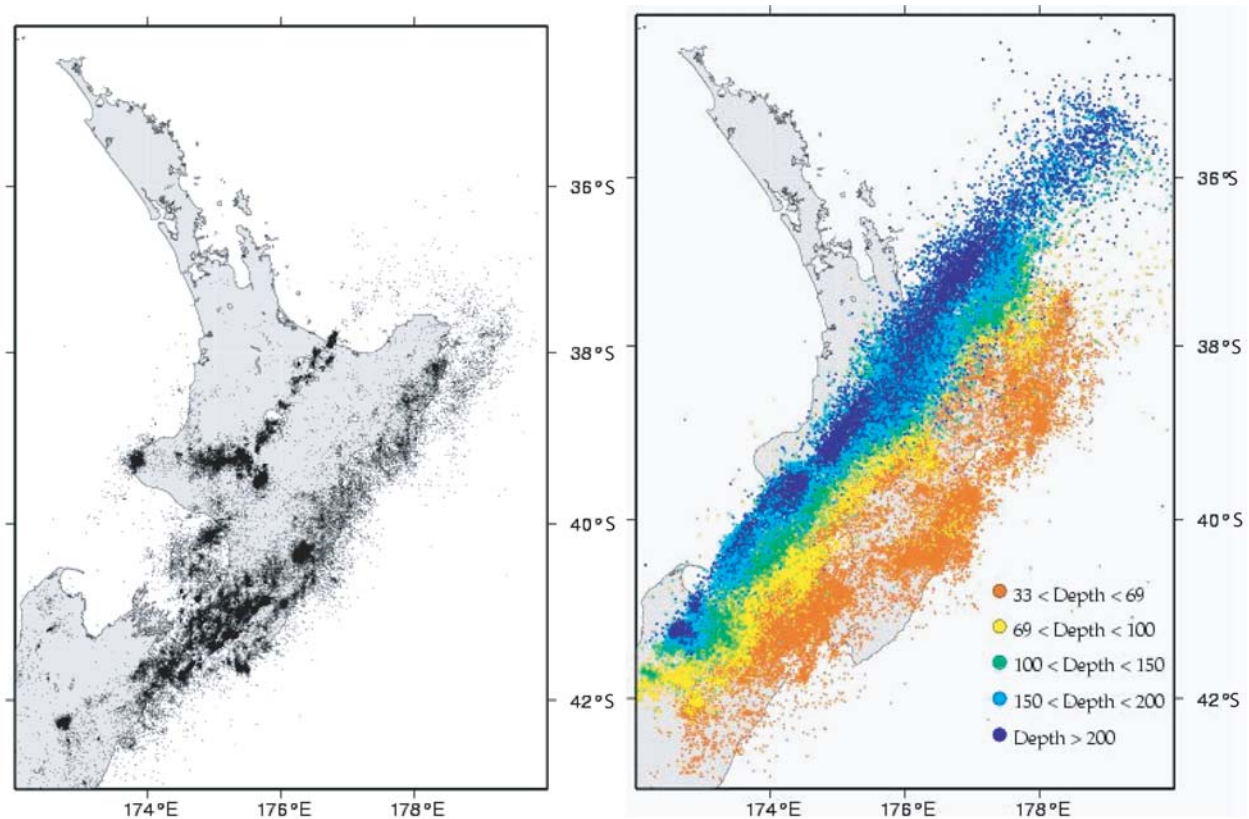 36°S
38°S
40°S
42°S
174°E 176°E 178°E
36°S
38°S
40°S
42°S
33 < Depth < 69
69 < Depth < 100
100 < Depth < 150
150 < Depth < 200
Depth > 200
174°E 176°E 178°E